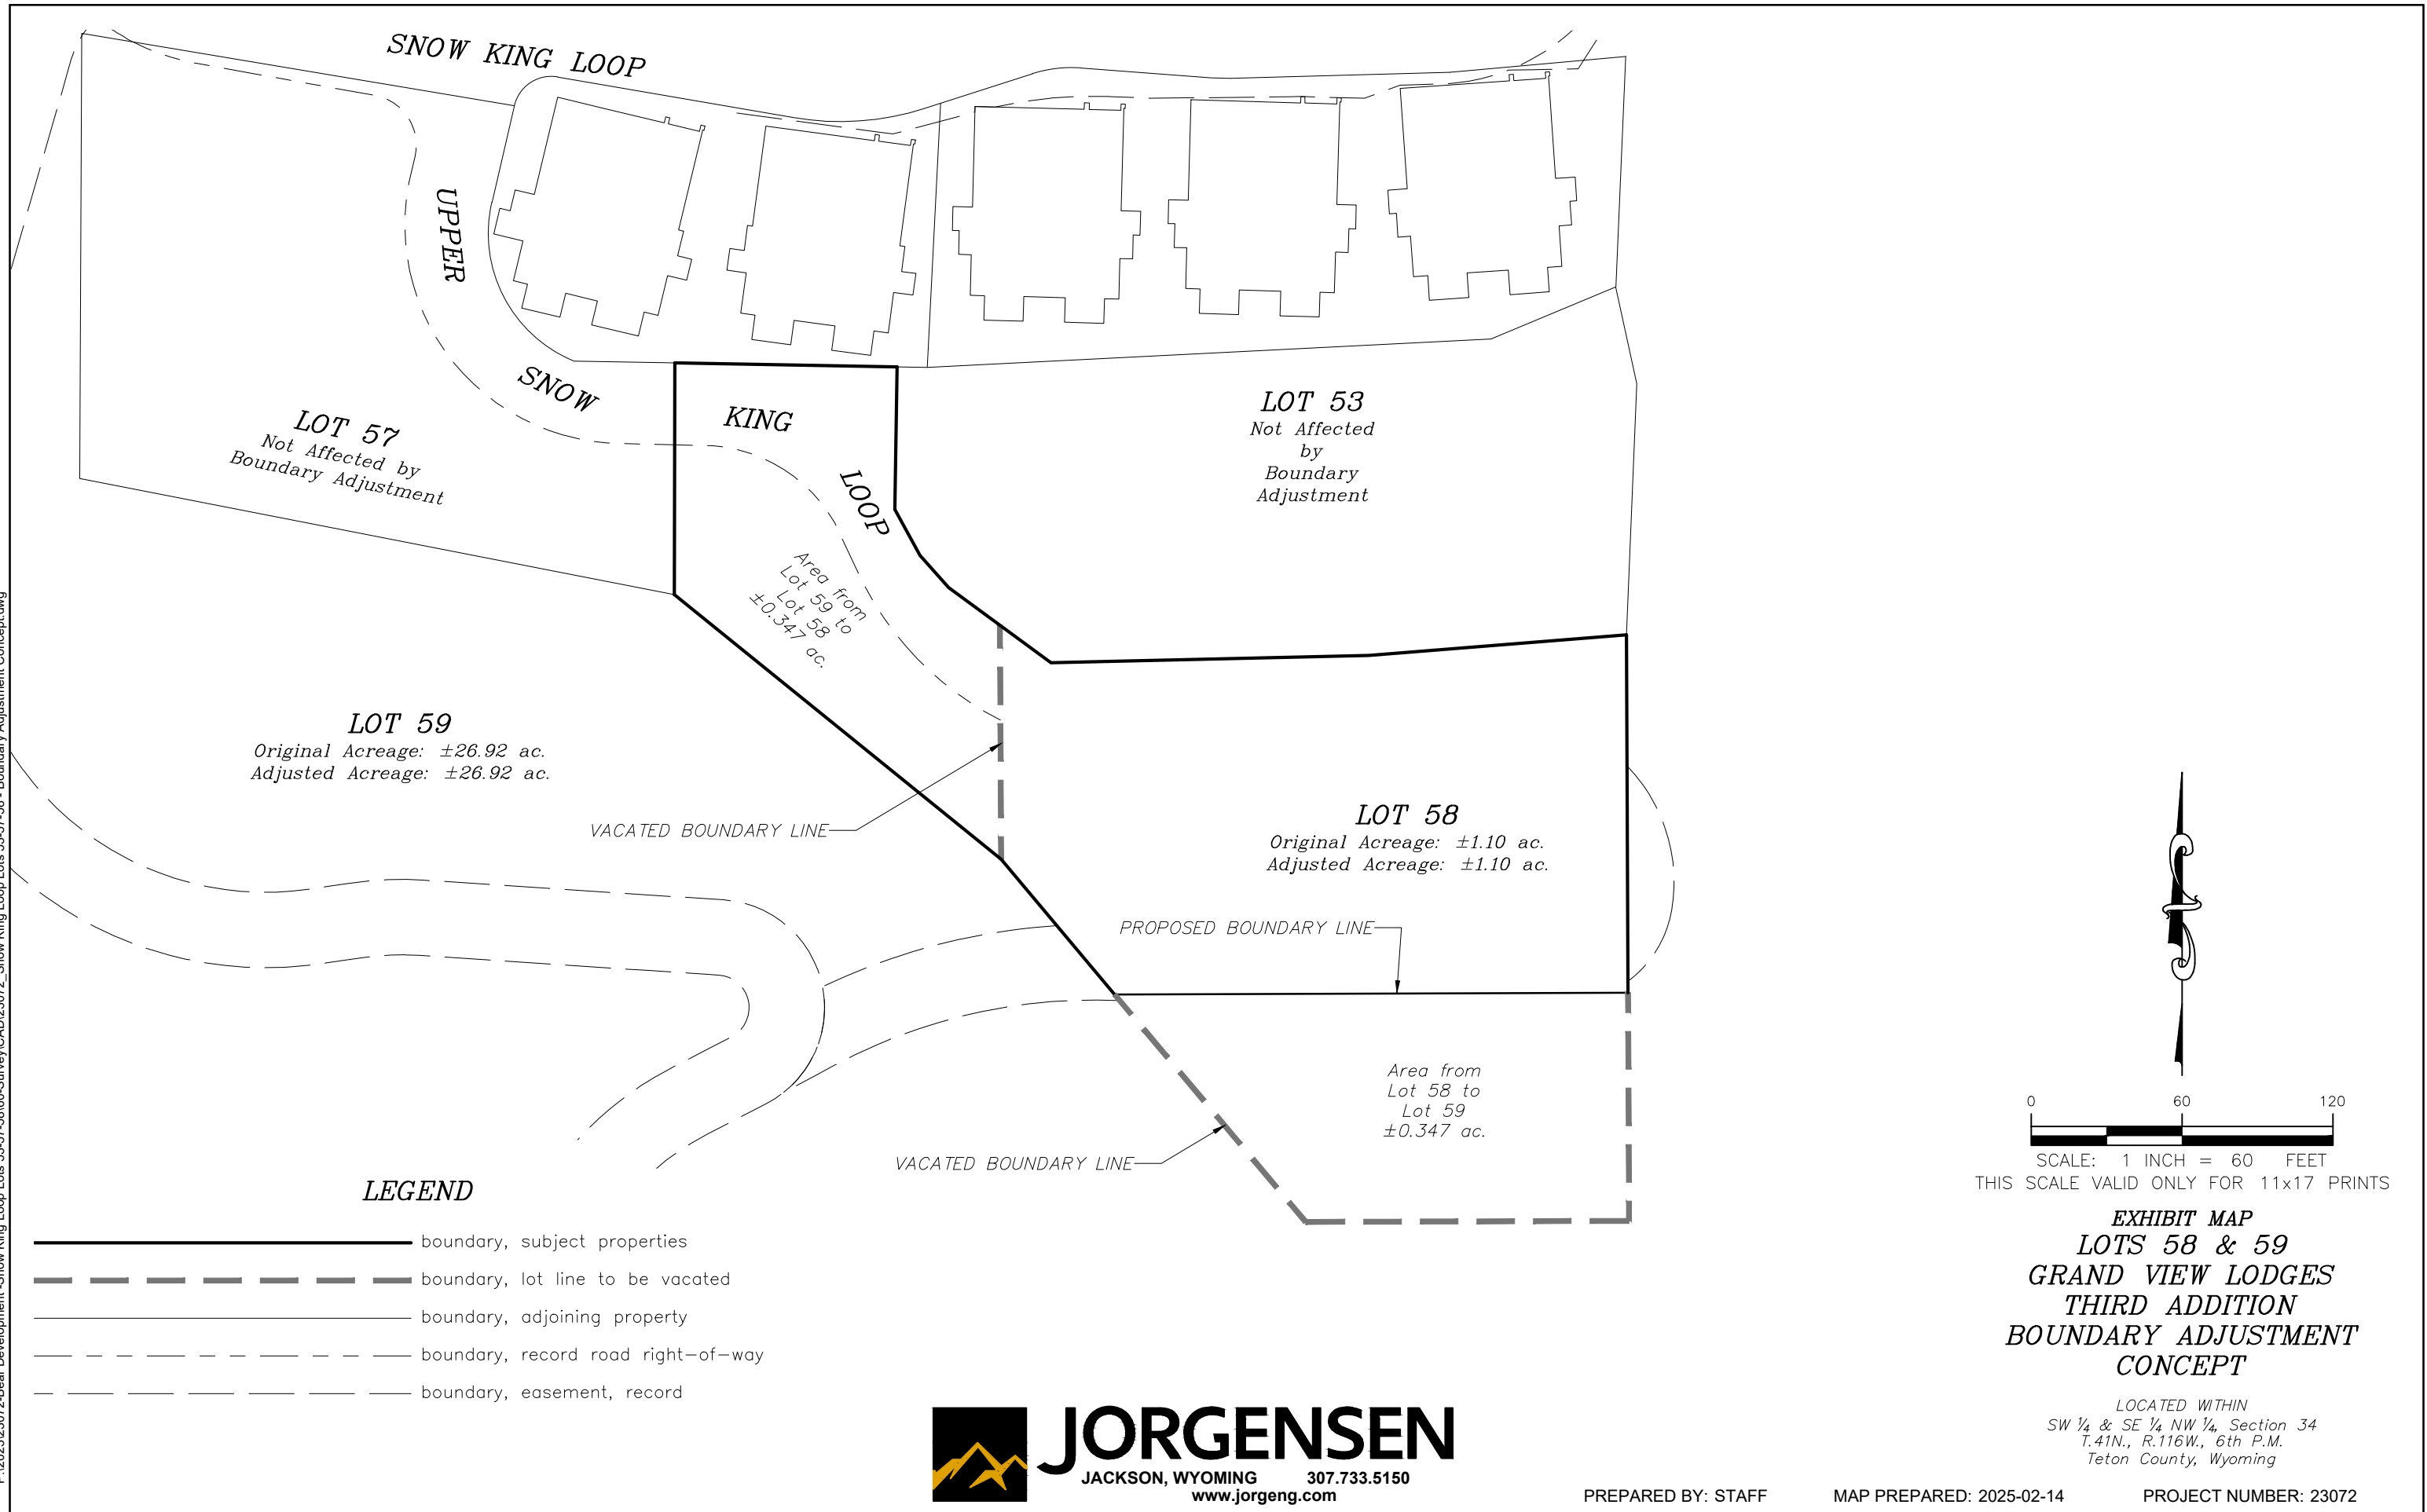 SNOW KING LOOP
UPPER
SNOW
KING
LOOP
LOT 57
Not Affected by
Boundary Adjustment
LOT 53
Not Affected
by
Boundary
Adjustment
Area from
Lot 59 to
Lot 58
±0.347 ac.
LOT 59
Original Acreage: ±26.92 ac.
Adjusted Acreage: ±26.92 ac.
VACATED BOUNDARY LINE
LOT 58
Original Acreage: ±1.10 ac.
Adjusted Acreage: ±1.10 ac.
PROPOSED BOUNDARY LINE
Area from
Lot 58 to
Lot 59
±0.347 ac.
VACATED BOUNDARY LINE
LEGEND
boundary, subject properties
boundary, lot line to be vacated
boundary, adjoining property
boundary, record road right-of-way
boundary, easement, record
0 60 120
SCALE: 1 INCH = 60 FEET
THIS SCALE VALID ONLY FOR 11x17 PRINTS
EXHIBIT MAP
LOTS 58 & 59
GRAND VIEW LODGES
THIRD ADDITION
BOUNDARY ADJUSTMENT
CONCEPT
LOCATED WITHIN
SW ¼ & SE ¼ NW ¼, Section 34
T.41N., R.116W., 6th P.M.
Teton County, Wyoming
JORGENSEN
JACKSON, WYOMING 307.733.5150
www.jorgeng.com
PREPARED BY: STAFF MAP PREPARED: 2025-02-14 PROJECT NUMBER: 23072